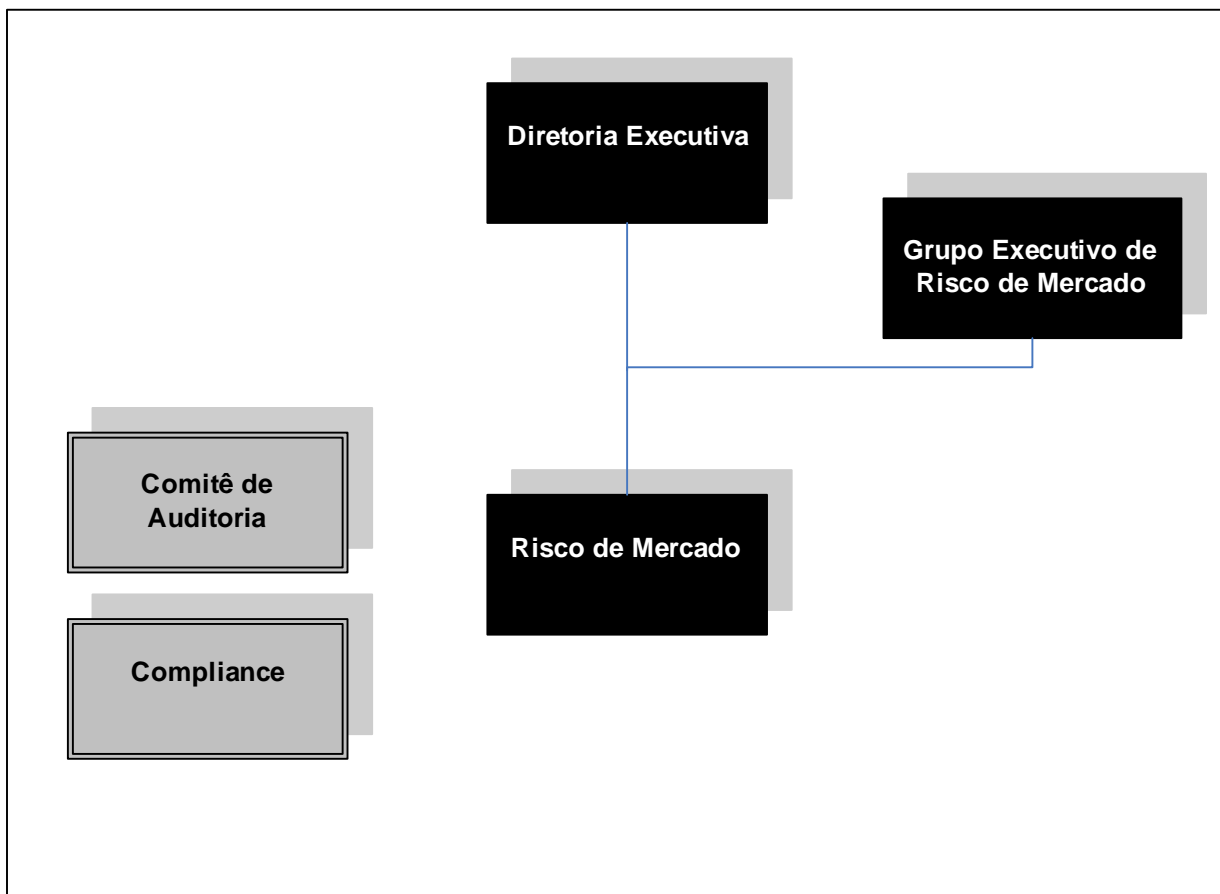 Diretoria Executiva
Grupo Executivo de
Risco de Mercado
Comitê de
Auditoria
Risco de Mercado
Compliance